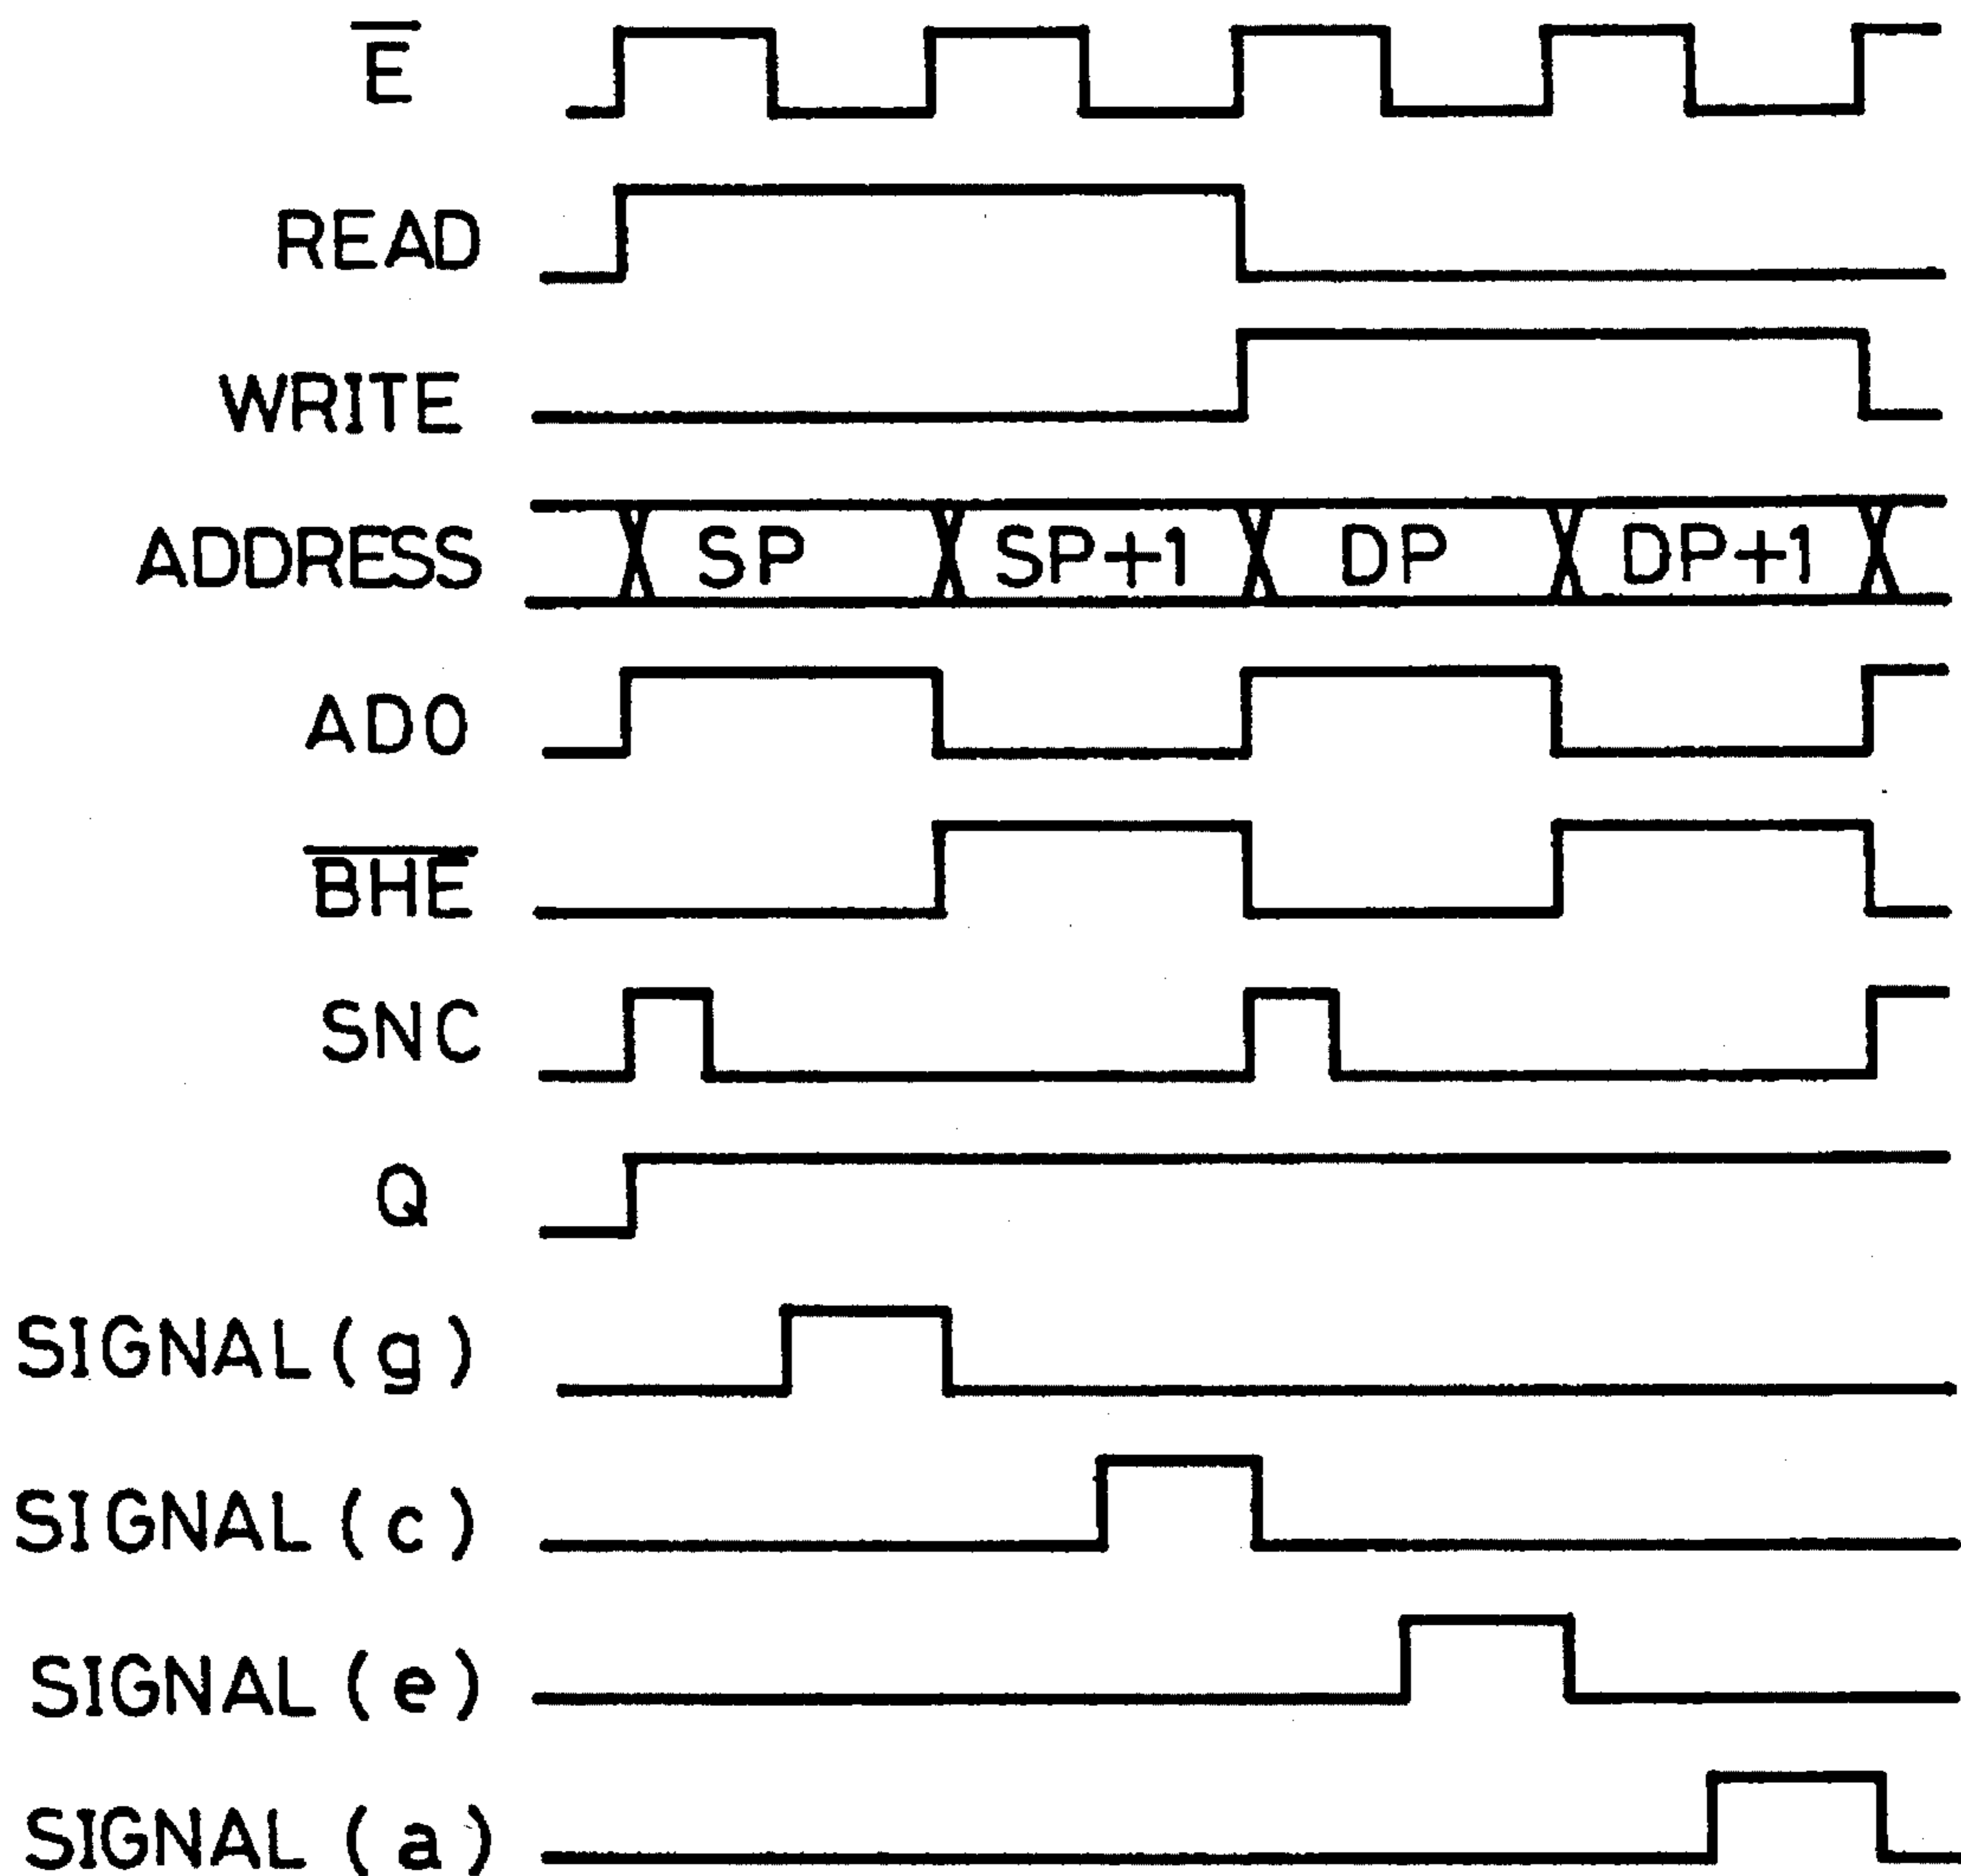 E
READ
WRITE
ADDRESS SP SP+1 DP DP+1
AD0
BHE
SNC
Q
SIGNAL(g)
SIGNAL(c)
SIGNAL(e)
SIGNAL(a)